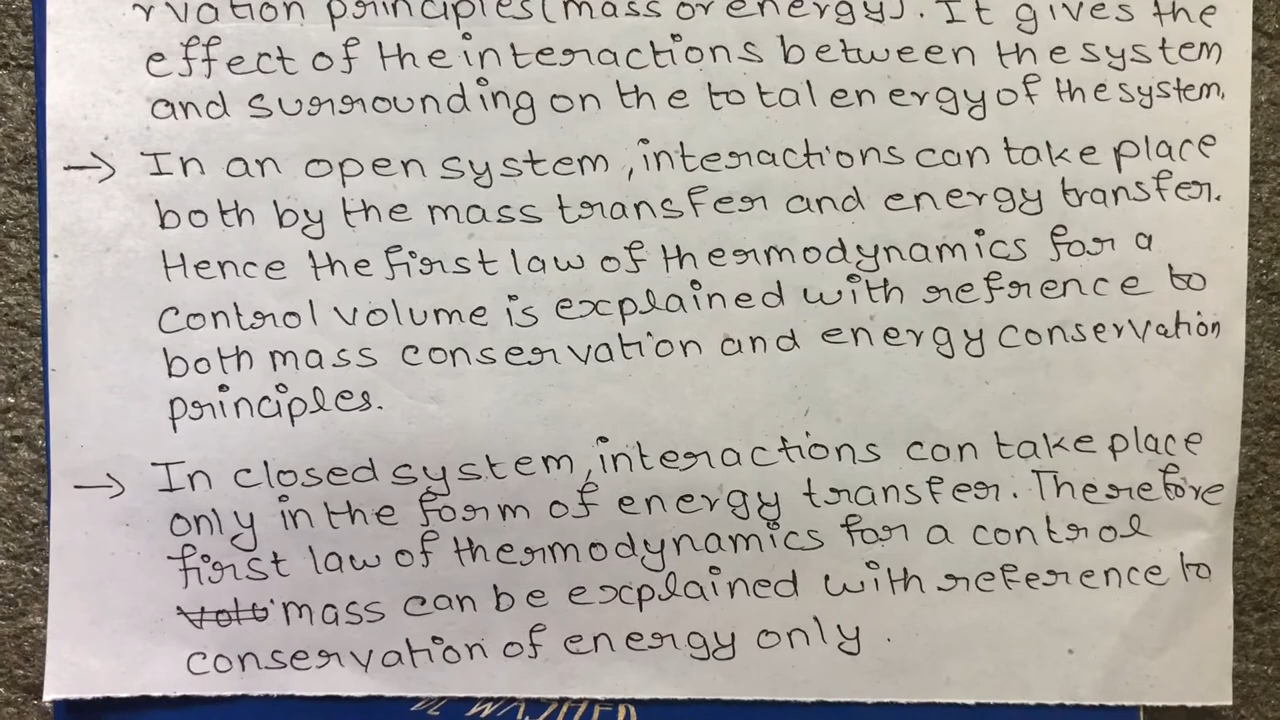 rvation principles (mass or energy). It gives the
effect of the interactions between the system
and surrounding on the total energy of the system.
→ In an open system, interactions can take place
both by the mass transfer and energy transfer.
Hence the first law of thermodynamics for a
control volume is explained with refrence to
both mass conservation and energy conservation
principles.
→ In closed system, interactions can take place
only in the form of energy transfer. Therefore
first law of thermodynamics for a control
mass can be explained with reference to
conservation of energy only.